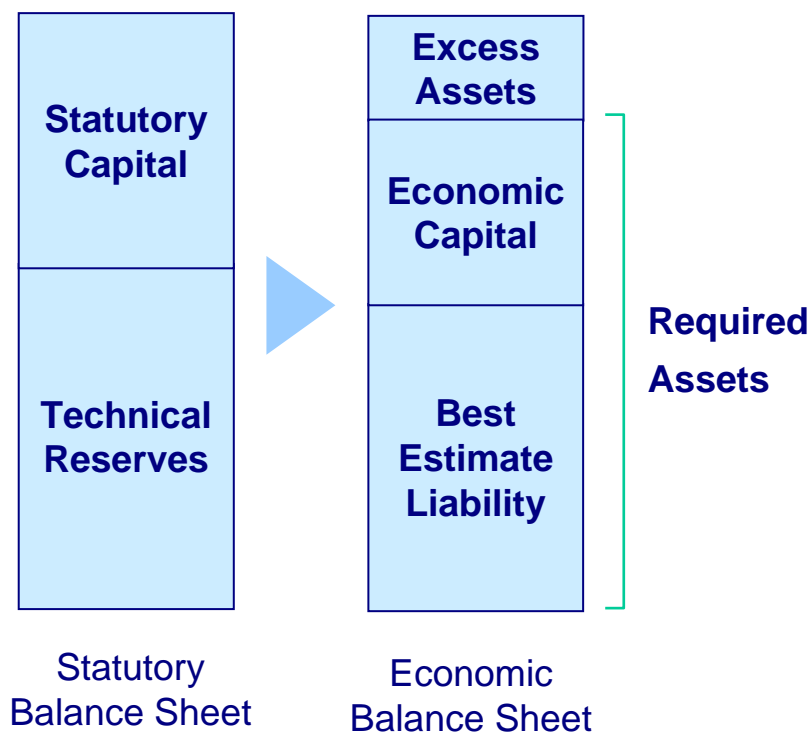 Statutory
Capital
Technical
Reserves
Statutory
Balance Sheet
Excess
Assets
Economic
Capital
Best
Estimate
Liability
Economic
Balance Sheet
Required
Assets